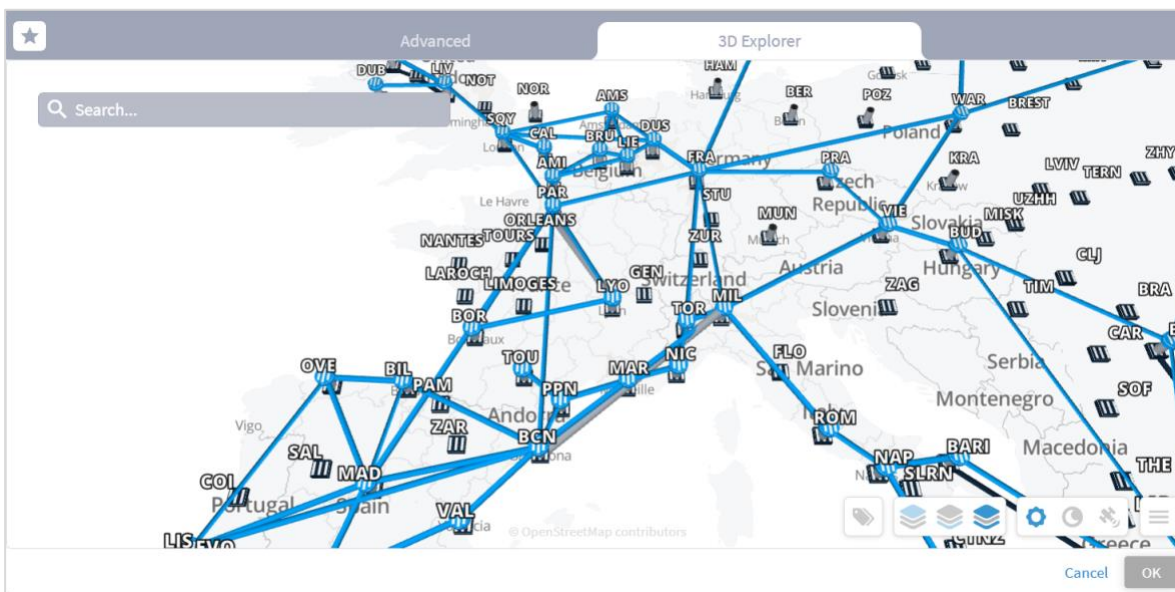 Advanced
3D Explorer
Search...
DUB
LIV
NOT
NOR
AMS
HAM
BER
POZ
WAR
BREST
SQY
CAL
BRU
LIE
DUS
Poland
AMI
Belgium
FRA
Germany
PRA
KRA
LVIV
TERN
ZHY
Le Havre
PAR
STU
Czech
Republic
UZHH
ORLEANS
MUN
VIE
Slovakia
MISK
NANTES
TOURS
ZUR
BUD
LAROCH
LIMOGES
GEN
Switzerland
Austria
Hungary
CLJ
LYO
MIL
Slovenia
ZAG
TIM
BRA
BOR
TOR
CAR
OVE
BIL
TOU
MAR
NIC
FLO
San Marino
Serbia
PAM
PPN
SOF
Vigo
ZAR
Andorra
Montenegro
BCN
ROM
SAL
MAD
NAP
BARI
Macedonia
COI
SLRN
THE
Portugal
Spain
VAL
© OpenStreetMap contributors
LIS
EVO
CTNZ
Greece
Cancel
OK